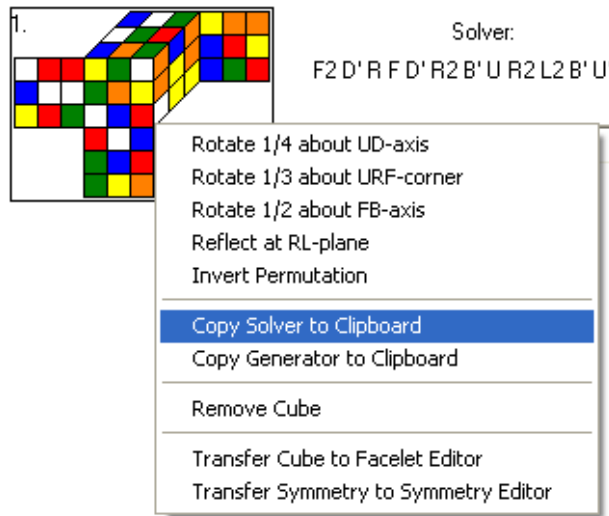 1.
Solver:
F2 D' R F D' R2 B' U R2 L2 B' U'
Rotate 1/4 about UD-axis
Rotate 1/3 about URF-corner
Rotate 1/2 about FB-axis
Reflect at RL-plane
Invert Permutation
Copy Solver to Clipboard
Copy Generator to Clipboard
Remove Cube
Transfer Cube to Facelet Editor
Transfer Symmetry to Symmetry Editor